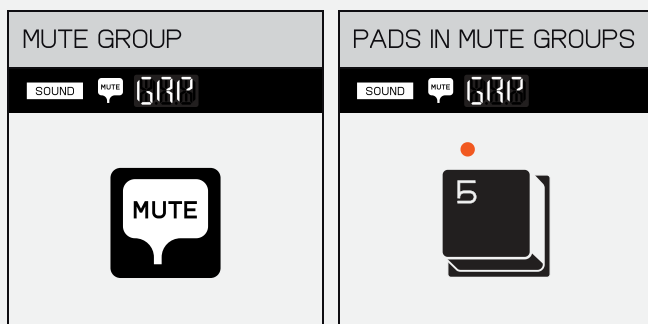 MUTE GROUP
SOUND MUTE GRP
MUTE
PADS IN MUTE GROUPS
SOUND MUTE GRP
5